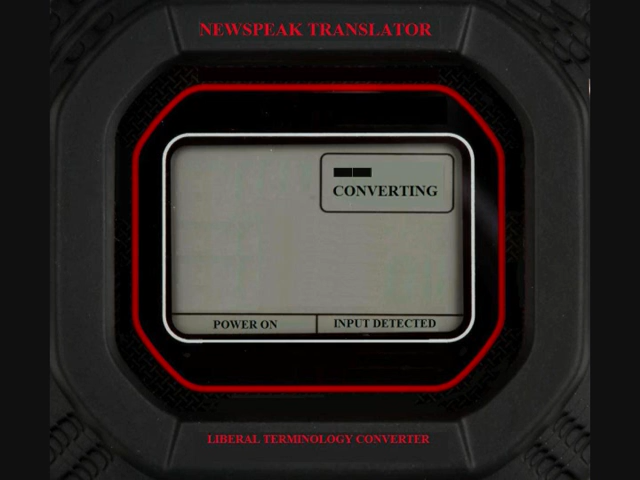 NEWSPEAK TRANSLATOR
CONVERTING
POWER ON
INPUT DETECTED
LIBERAL TERMINOLOGY CONVERTER